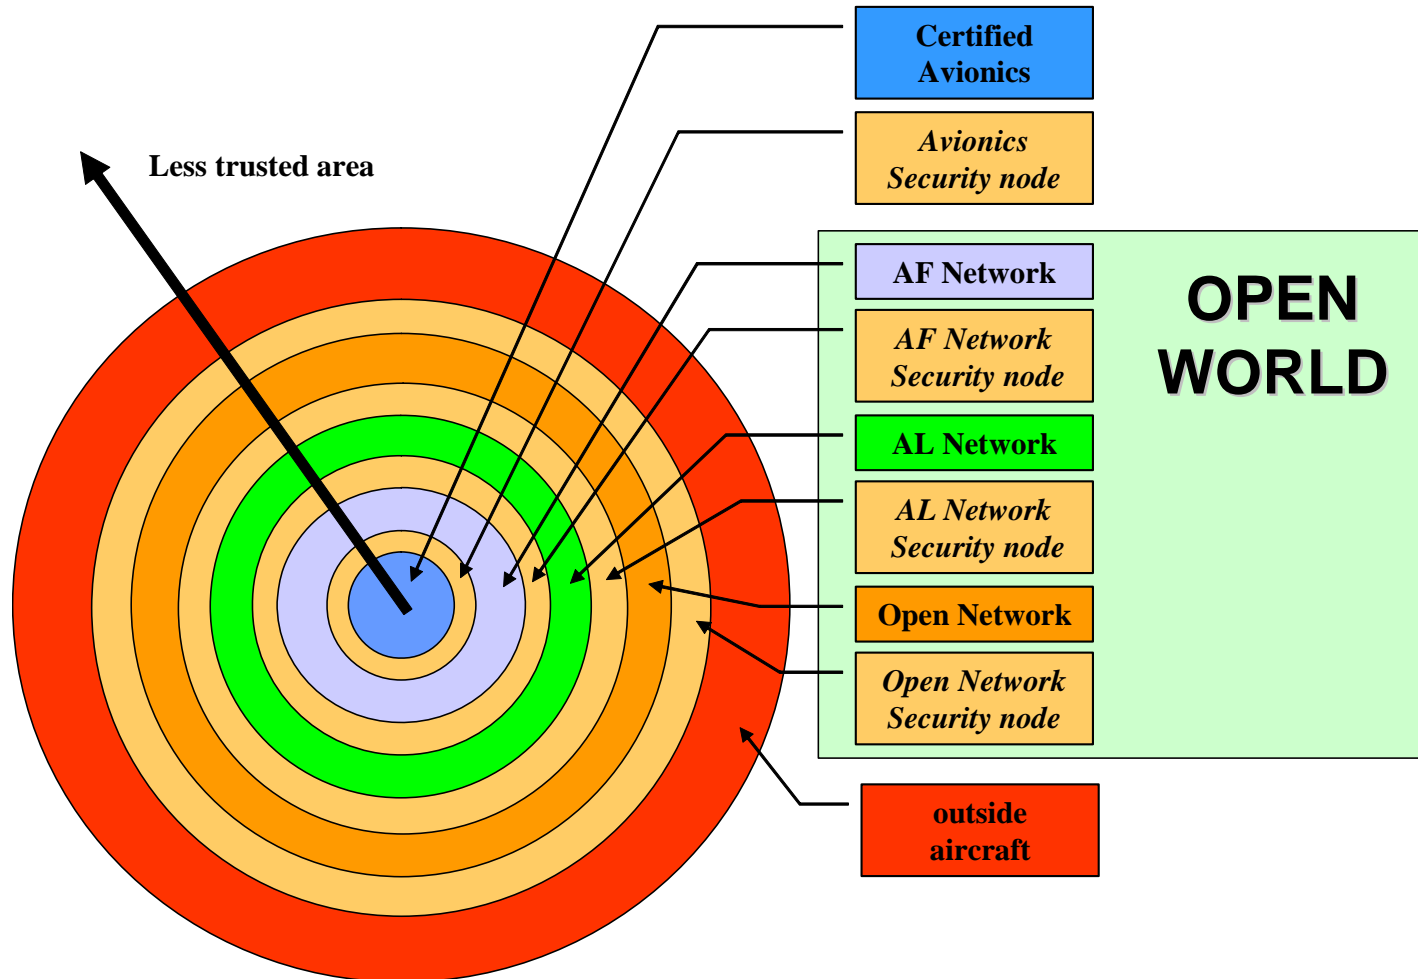 Certified
Avionics
Avionics
Security node
Less trusted area
AF Network
OPEN
WORLD
AF Network
Security node
AL Network
AL Network
Security node
Open Network
Open Network
Security node
outside
aircraft